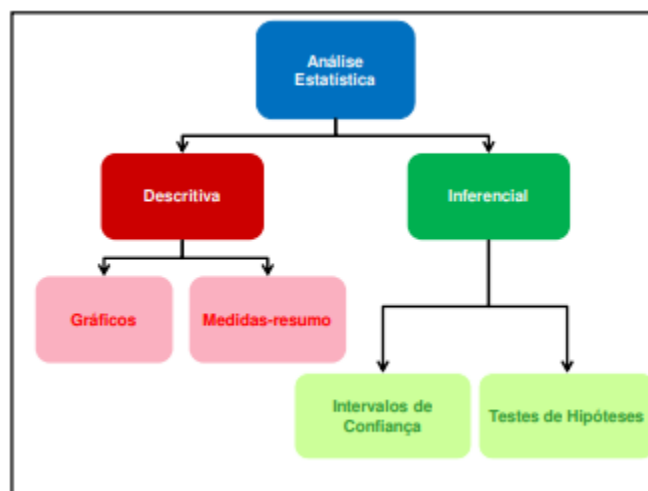 Análise
Estatística
Descritiva
Inferencial
Gráficos
Medidas-resumo
Intervalos de
Confiança
Testes de Hipóteses